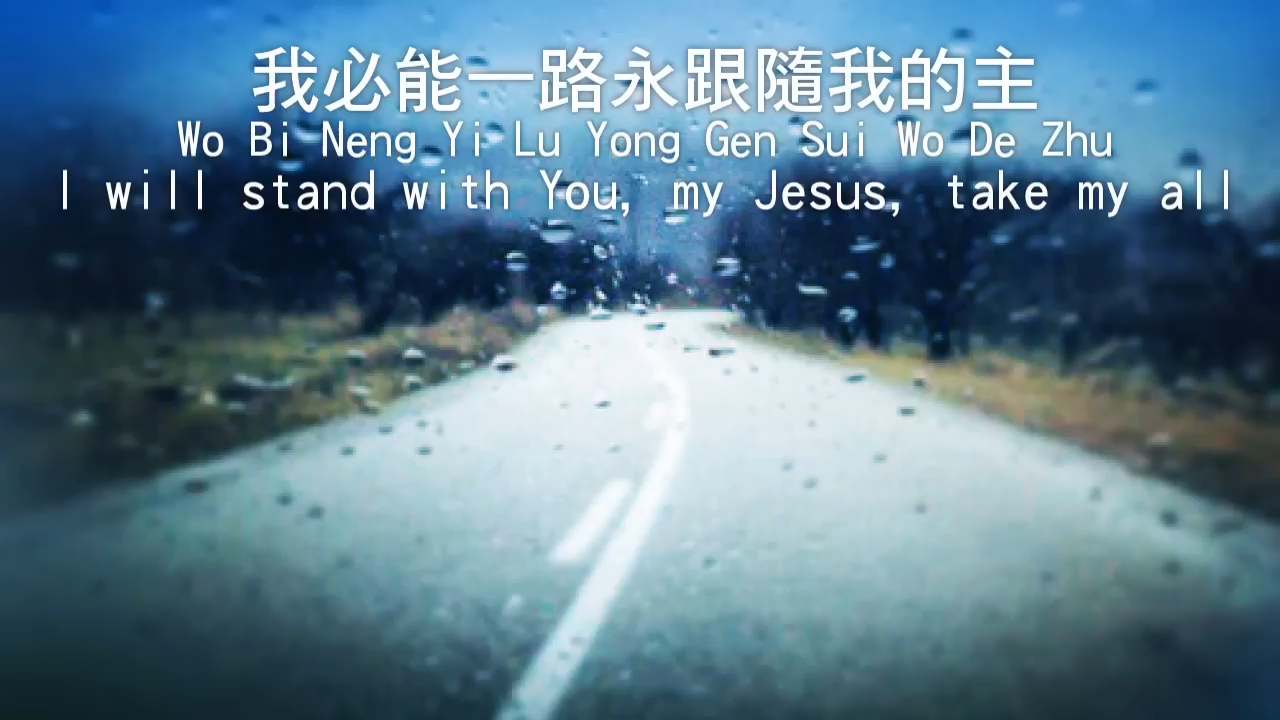 我必能一路永跟隨我的主
Wo Bi Neng Yi Lu Yong Gen Sui Wo De Zhu
I will stand with You, my Jesus, take my all